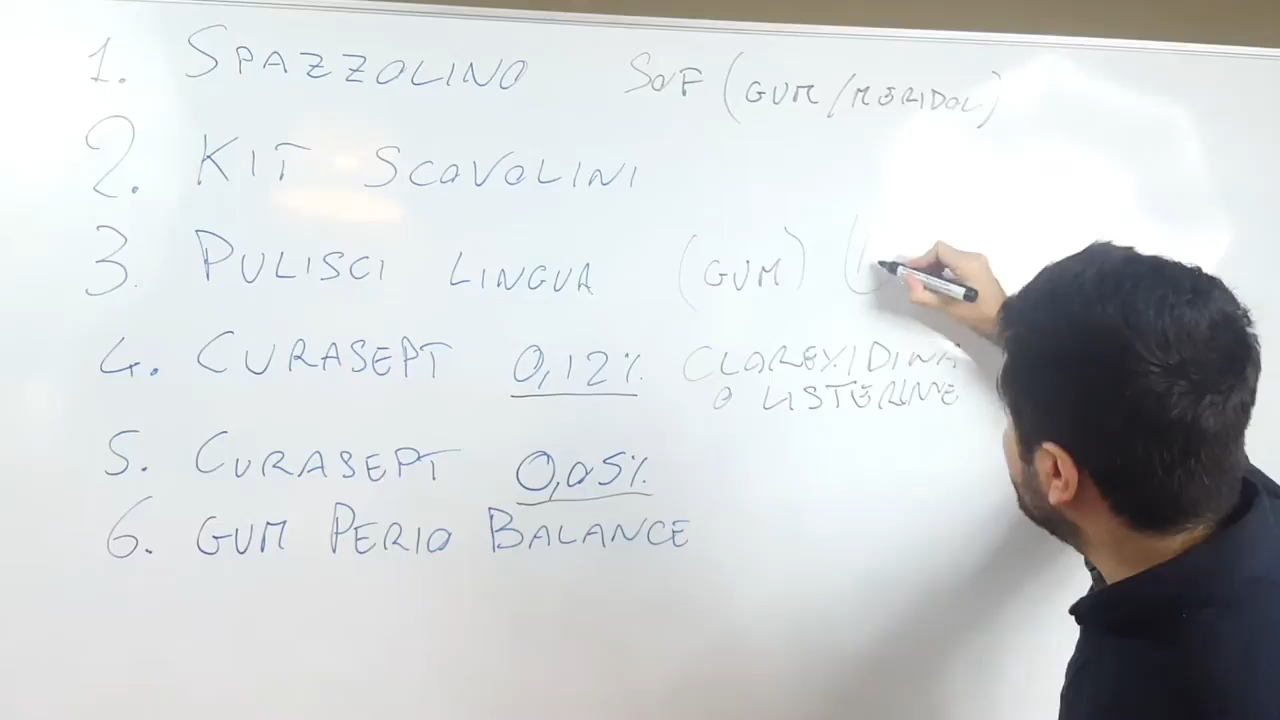 1. SPAZZOLINO SOF (GUM/MERIDOL)
2. KIT SCOVOLINI
3. PULISCI LINGUA (GUM) (
4. CURASEPT 0,12% CLOREXIDINA
O LISTERINE
5. CURASEPT 0,05%
6. GUM PERIO BALANCE